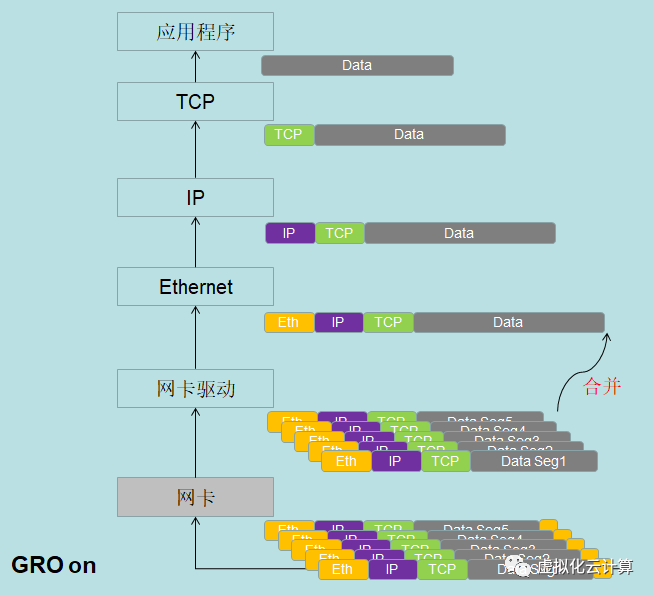 应用程序
Data
TCP
TCP Data
IP
IP TCP Data
Ethernet
Eth IP TCP Data
合并
网卡驱动
Eth IP TCP Data Seg5
Eth IP TCP Data Seg4
Eth IP TCP Data Seg3
Eth IP TCP Data Seg2
Eth IP TCP Data Seg1
网卡
Eth IP TCP Data Seg5
Eth IP TCP Data Seg4
Eth IP TCP Data
Eth IP TCP Data
Eth IP TCP
虚拟化云计算
GRO on